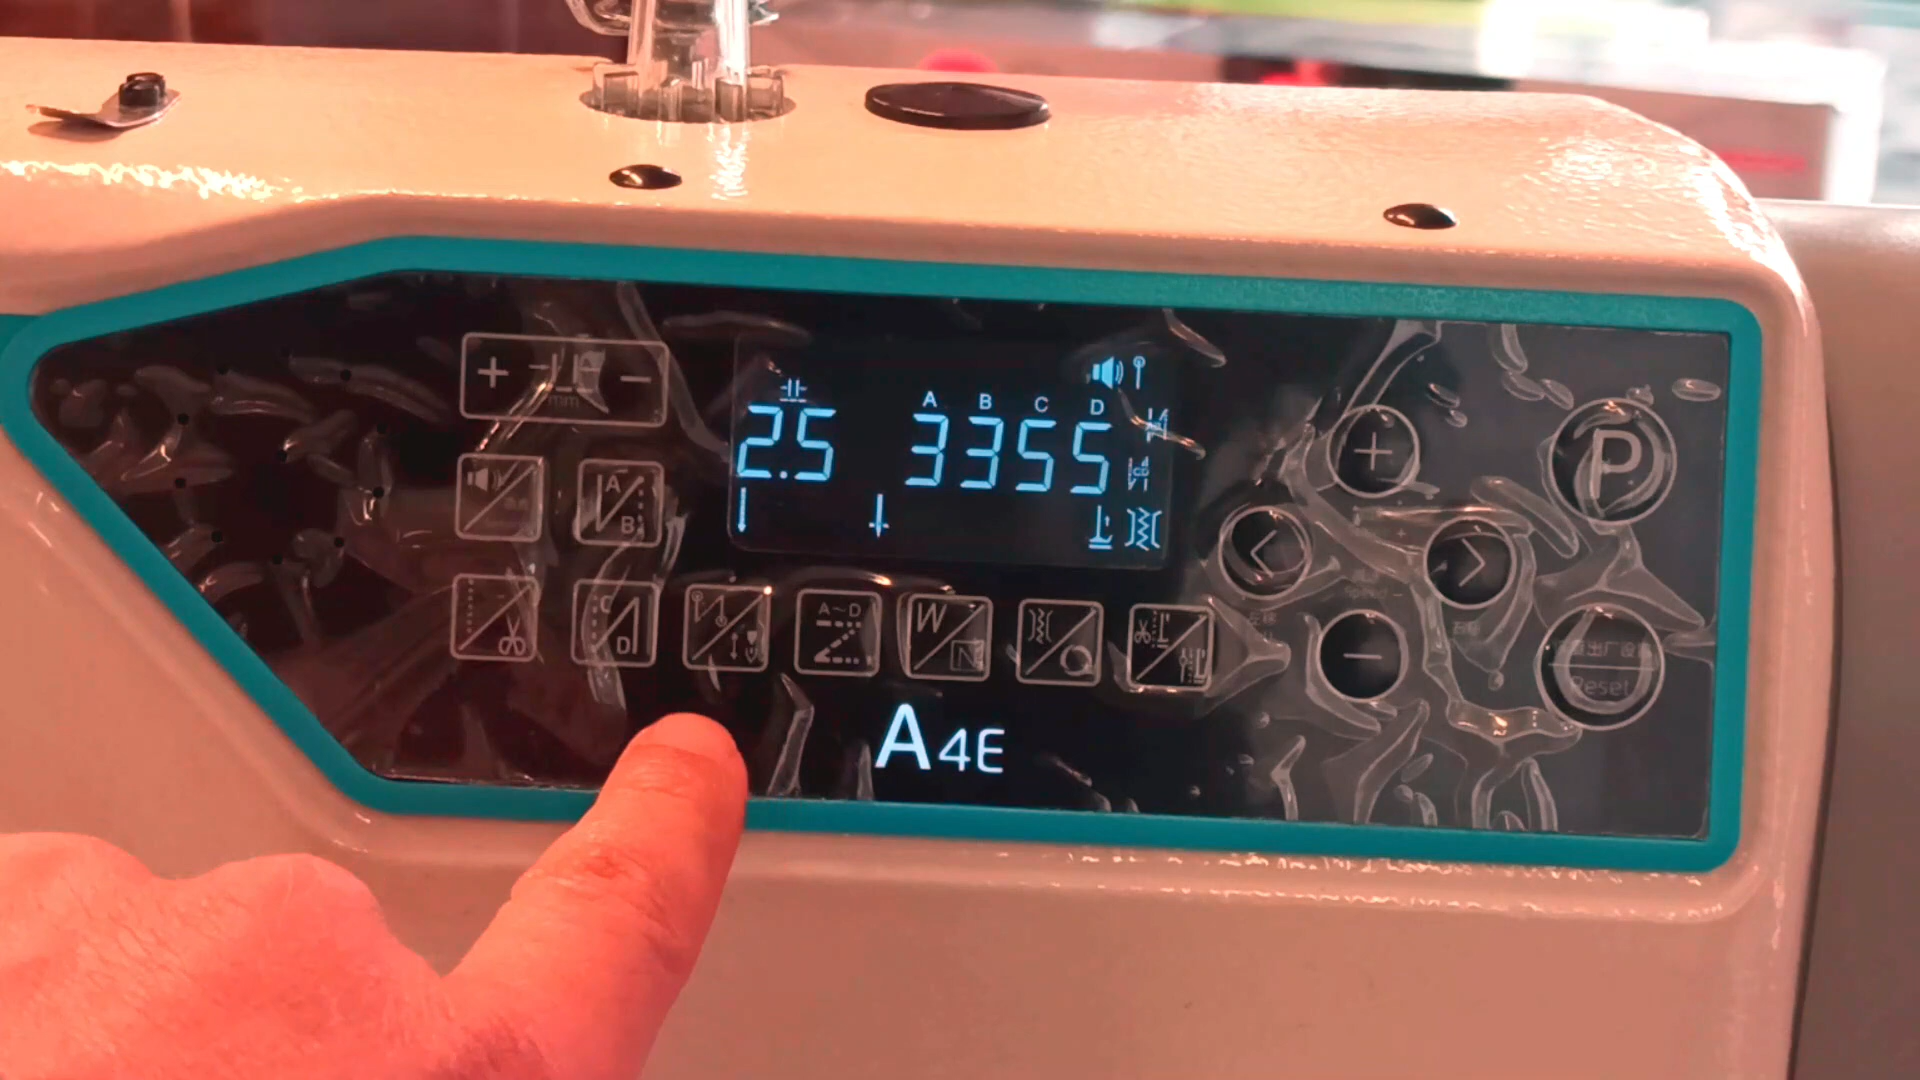 A B C D
2.5 3355
+ − mm
A
B
C
D
A~D
W
N
+
P
< >
−
Reset
A4E